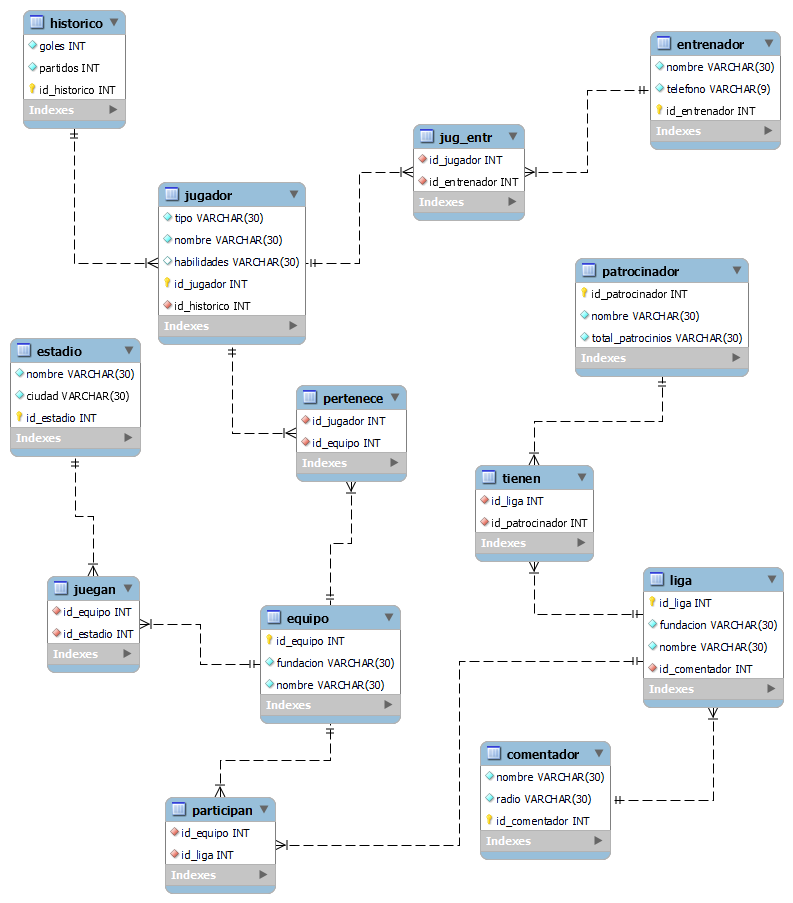 historico
goles INT
partidos INT
id_historico INT
Indexes
entrenador
nombre VARCHAR(30)
telefono VARCHAR(9)
id_entrenador INT
Indexes
jug_entr
id_jugador INT
id_entrenador INT
Indexes
jugador
tipo VARCHAR(30)
nombre VARCHAR(30)
habilidades VARCHAR(30)
id_jugador INT
id_historico INT
Indexes
patrocinador
id_patrocinador INT
nombre VARCHAR(30)
total_patrocinios VARCHAR(30)
Indexes
estadio
nombre VARCHAR(30)
ciudad VARCHAR(30)
id_estadio INT
Indexes
pertenece
id_jugador INT
id_equipo INT
Indexes
tienen
id_liga INT
id_patrocinador INT
Indexes
juegan
id_equipo INT
id_estadio INT
Indexes
equipo
id_equipo INT
fundacion VARCHAR(30)
nombre VARCHAR(30)
Indexes
liga
id_liga INT
fundacion VARCHAR(30)
nombre VARCHAR(30)
id_comentador INT
Indexes
comentador
nombre VARCHAR(30)
radio VARCHAR(30)
id_comentador INT
Indexes
participan
id_equipo INT
id_liga INT
Indexes